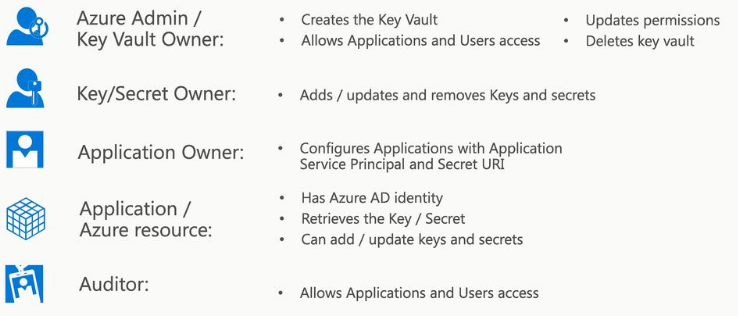 Azure Admin /
Key Vault Owner:
• Creates the Key Vault
• Allows Applications and Users access
• Updates permissions
• Deletes key vault
Key/Secret Owner:
• Adds / updates and removes Keys and secrets
Application Owner:
• Configures Applications with Application
Service Principal and Secret URI
Application /
Azure resource:
• Has Azure AD identity
• Retrieves the Key / Secret
• Can add / update keys and secrets
Auditor:
• Allows Applications and Users access